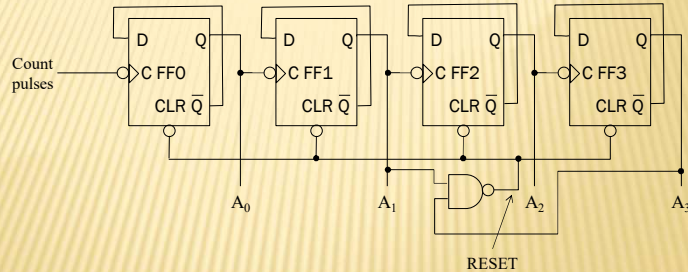 D Q D Q D Q D Q
Count
pulses
C FF0 C FF1 C FF2 C FF3
CLR Q̅ CLR Q̅ CLR Q̅ CLR Q̅
A₀ A₁ A₂ A₃
RESET